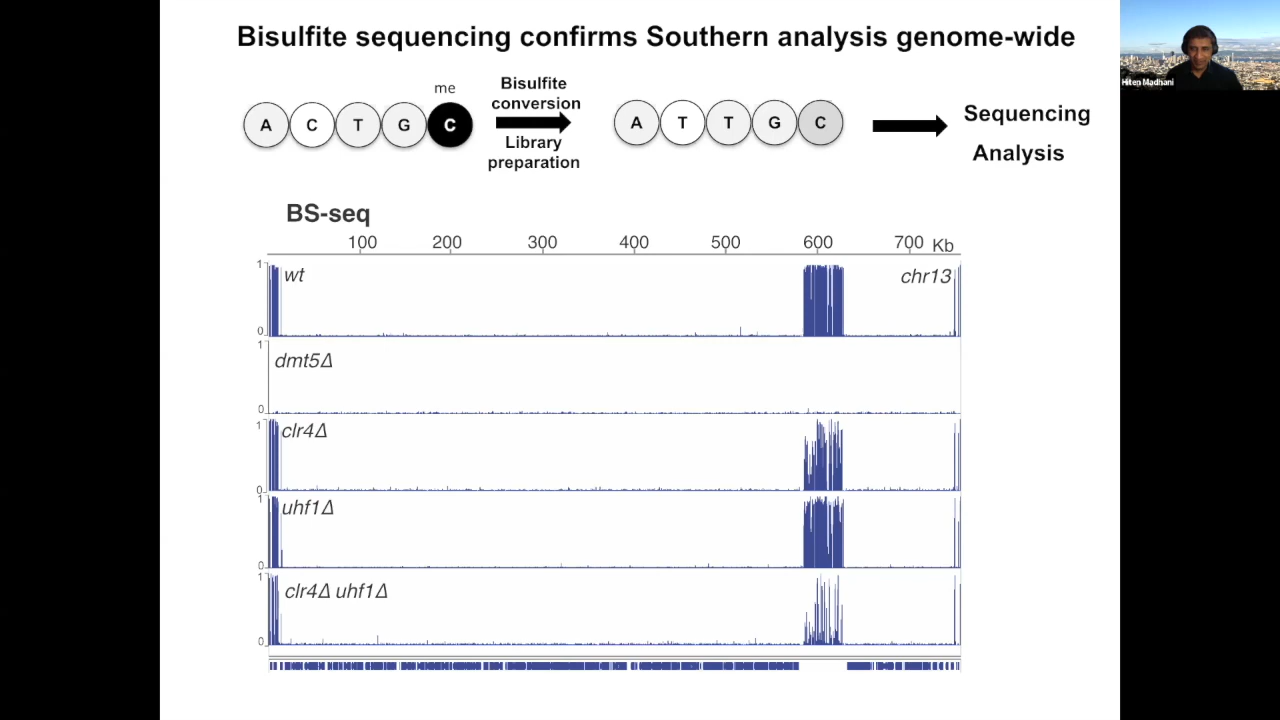 Bisulfite sequencing confirms Southern analysis genome-wide
Hiten Madhani
me
Bisulfite
conversion
A C T G C
A T T G C
Library
preparation
Sequencing
Analysis
BS-seq
100 200 300 400 500 600 700 Kb
1
wt
chr13
0
1
dmt5Δ
0
1
clr4Δ
0
1
uhf1Δ
0
1
clr4Δ uhf1Δ
0